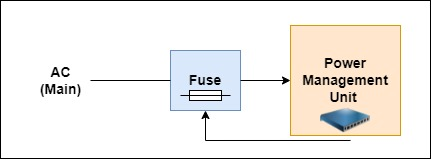 AC
(Main)
Fuse
Power
Management
Unit